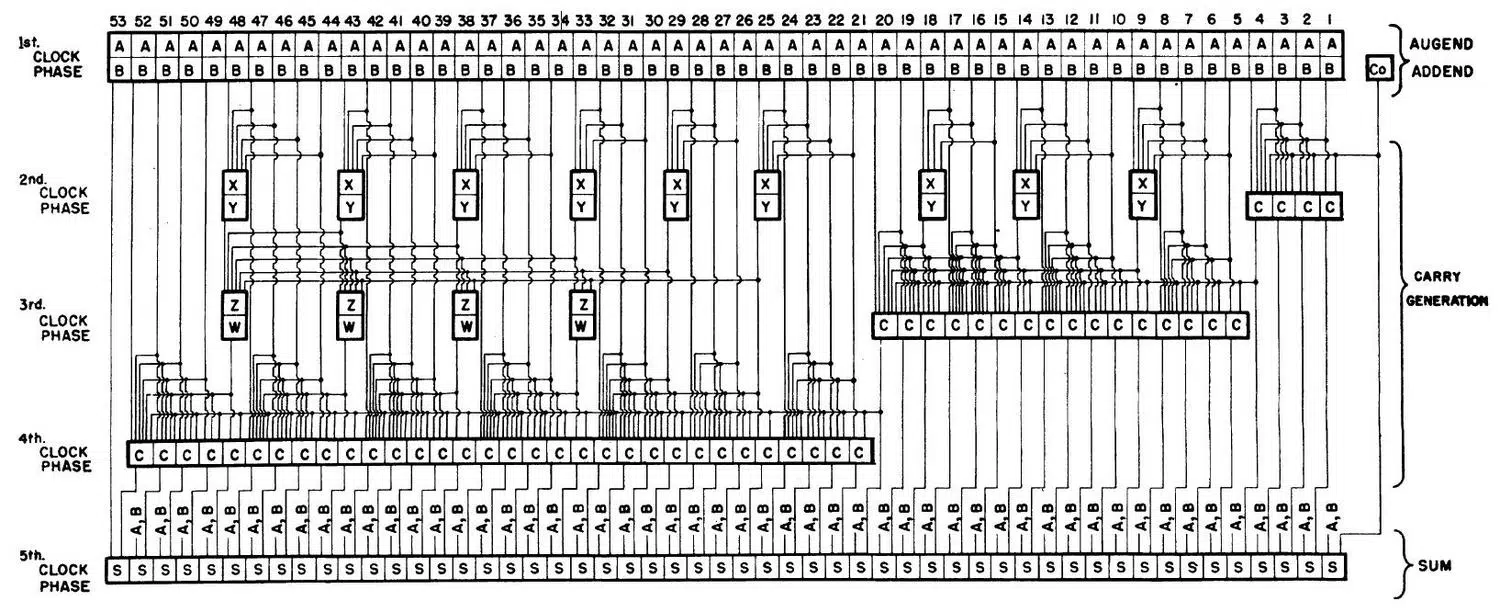 53 52 51 50 49 48 47 46 45 44 43 42 41 40 39 38 37 36 35 34 33 32 31 30 29 28 27 26 25 24 23 22 21 20 19 18 17 16 15 14 13 12 11 10 9 8 7 6 5 4 3 2 1
1st. CLOCK PHASE
A A A A A A A A A A A A A A A A A A A A A A A A A A A A A A A A A A A A A A A A A A A A A A A A A A A A A
AUGEND
B B B B B B B B B B B B B B B B B B B B B B B B B B B B B B B B B B B B B B B B B B B B B B B B B B B B B
Co
ADDEND
2nd. CLOCK PHASE
X X X X X X X X X
Y Y Y Y Y Y Y Y Y
C C C C
CARRY GENERATION
3rd. CLOCK PHASE
Z Z Z Z
W W W W
C C C C C C C C C C C C C C C C
4th. CLOCK PHASE
C C C C C C C C C C C C C C C C C C C C C C C C C C C C C C C C
A,B A,B A,B A,B A,B A,B A,B A,B A,B A,B A,B A,B A,B A,B A,B A,B A,B A,B A,B A,B A,B A,B A,B A,B A,B A,B A,B A,B A,B A,B A,B A,B A,B A,B A,B A,B A,B A,B A,B A,B A,B A,B A,B A,B A,B A,B A,B A,B A,B A,B A,B A,B
5th. CLOCK PHASE
S S S S S S S S S S S S S S S S S S S S S S S S S S S S S S S S S S S S S S S S S S S S S S S S S S S S S
SUM